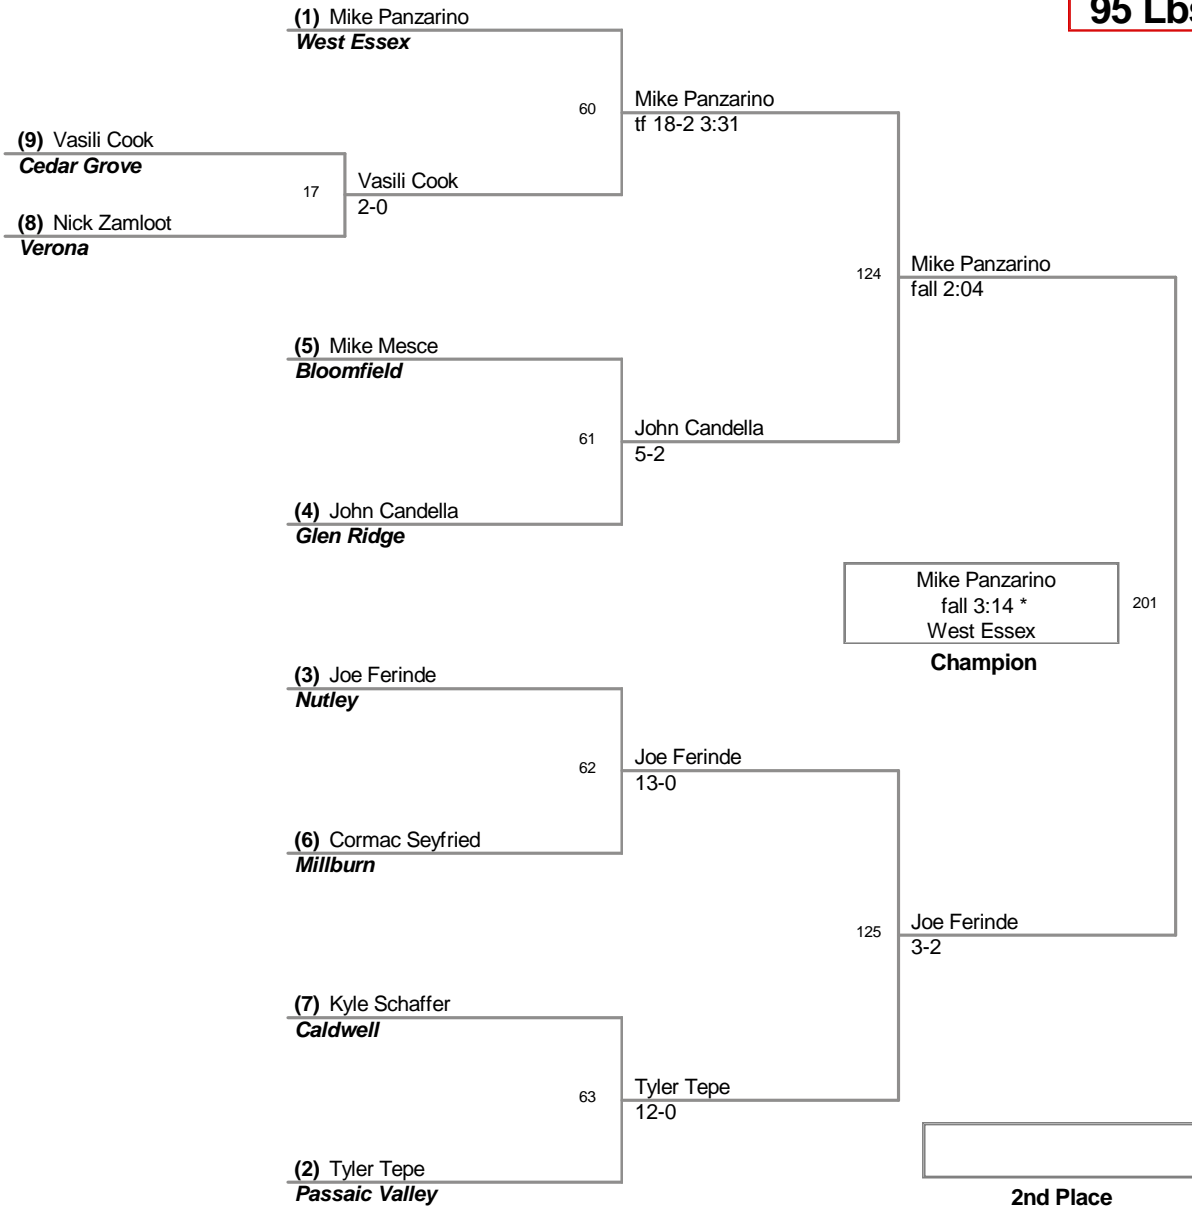 95 Lbs
(1) Mike Panzarino
West Essex
60
Mike Panzarino
tf 18-2 3:31
(9) Vasili Cook
Cedar Grove
17
Vasili Cook
2-0
(8) Nick Zamloot
Verona
124
Mike Panzarino
fall 2:04
(5) Mike Mesce
Bloomfield
61
John Candella
5-2
(4) John Candella
Glen Ridge
Mike Panzarino
fall 3:14 *
West Essex
201
Champion
(3) Joe Ferinde
Nutley
62
Joe Ferinde
13-0
(6) Cormac Seyfried
Millburn
125
Joe Ferinde
3-2
(7) Kyle Schaffer
Caldwell
63
Tyler Tepe
12-0
(2) Tyler Tepe
Passaic Valley
2nd Place